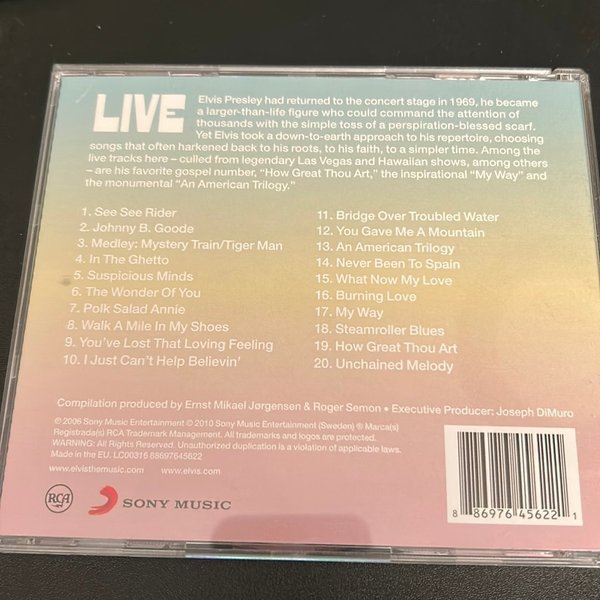 LIVE
Elvis Presley had returned to the concert stage in 1969, he became
a larger-than-life figure who could command the attention of
thousands with the simple toss of a perspiration-blessed scarf.
Yet Elvis took a down-to-earth approach to his repertoire, choosing
songs that often harkened back to his roots, to his faith, to a simpler time. Among the
live tracks here – culled from legendary Las Vegas and Hawaiian shows, among others
– are his favorite gospel number, “How Great Thou Art,” the inspirational “My Way” and
the monumental “An American Trilogy.”
1. See See Rider
2. Johnny B. Goode
3. Medley: Mystery Train/Tiger Man
4. In The Ghetto
5. Suspicious Minds
6. The Wonder Of You
7. Polk Salad Annie
8. Walk A Mile In My Shoes
9. You’ve Lost That Loving Feeling
10. I Just Can’t Help Believin’
11. Bridge Over Troubled Water
12. You Gave Me A Mountain
13. An American Trilogy
14. Never Been To Spain
15. What Now My Love
16. Burning Love
17. My Way
18. Steamroller Blues
19. How Great Thou Art
20. Unchained Melody
Compilation produced by Ernst Mikael Jørgensen & Roger Semon • Executive Producer: Joseph DiMuro
℗ 2006 Sony Music Entertainment © 2010 Sony Music Entertainment (Sweden) ® Marca(s)
Registrada(s) RCA Trademark Management. All trademarks and logos are protected.
WARNING: All Rights Reserved. Unauthorized duplication is a violation of applicable laws.
Made in the EU. LC00316 88697645622
www.elvisthemusic.com www.elvis.com
RCA
SONY MUSIC
8 86976 45622 1